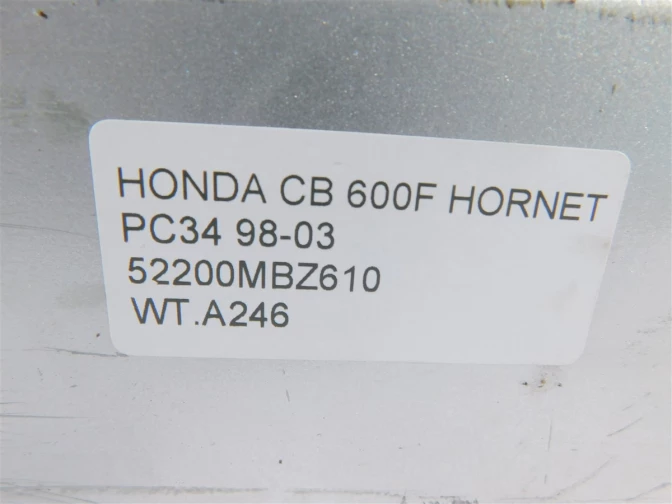 HONDA CB 600F HORNET
PC34 98-03
52200MBZ610
WT.A246